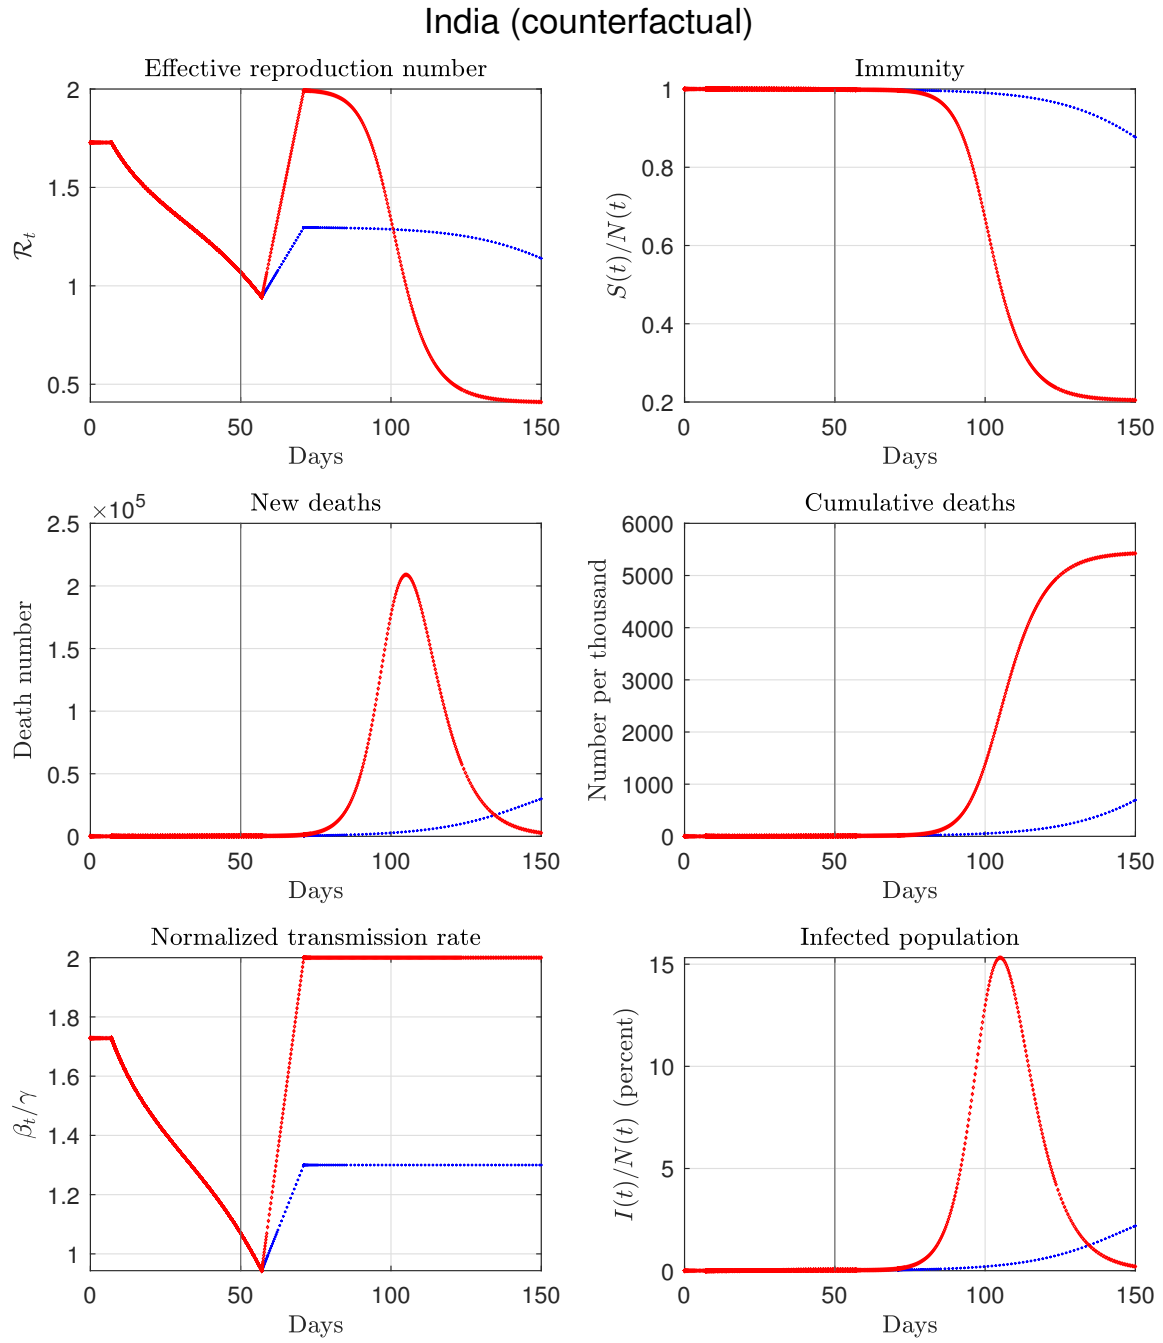 India (counterfactual)
Effective reproduction number
2
1.5
1
0.5
ℛt
0 50 100 150
Days
Immunity
1
0.8
0.6
0.4
0.2
S(t)/N(t)
0 50 100 150
Days
New deaths
×10^5
2.5
2
1.5
1
0.5
0
Death number
0 50 100 150
Days
Cumulative deaths
6000
5000
4000
3000
2000
1000
0
Number per thousand
0 50 100 150
Days
Normalized transmission rate
2
1.8
1.6
1.4
1.2
1
βt/γ
0 50 100 150
Days
Infected population
15
10
5
0
I(t)/N(t) (percent)
0 50 100 150
Days